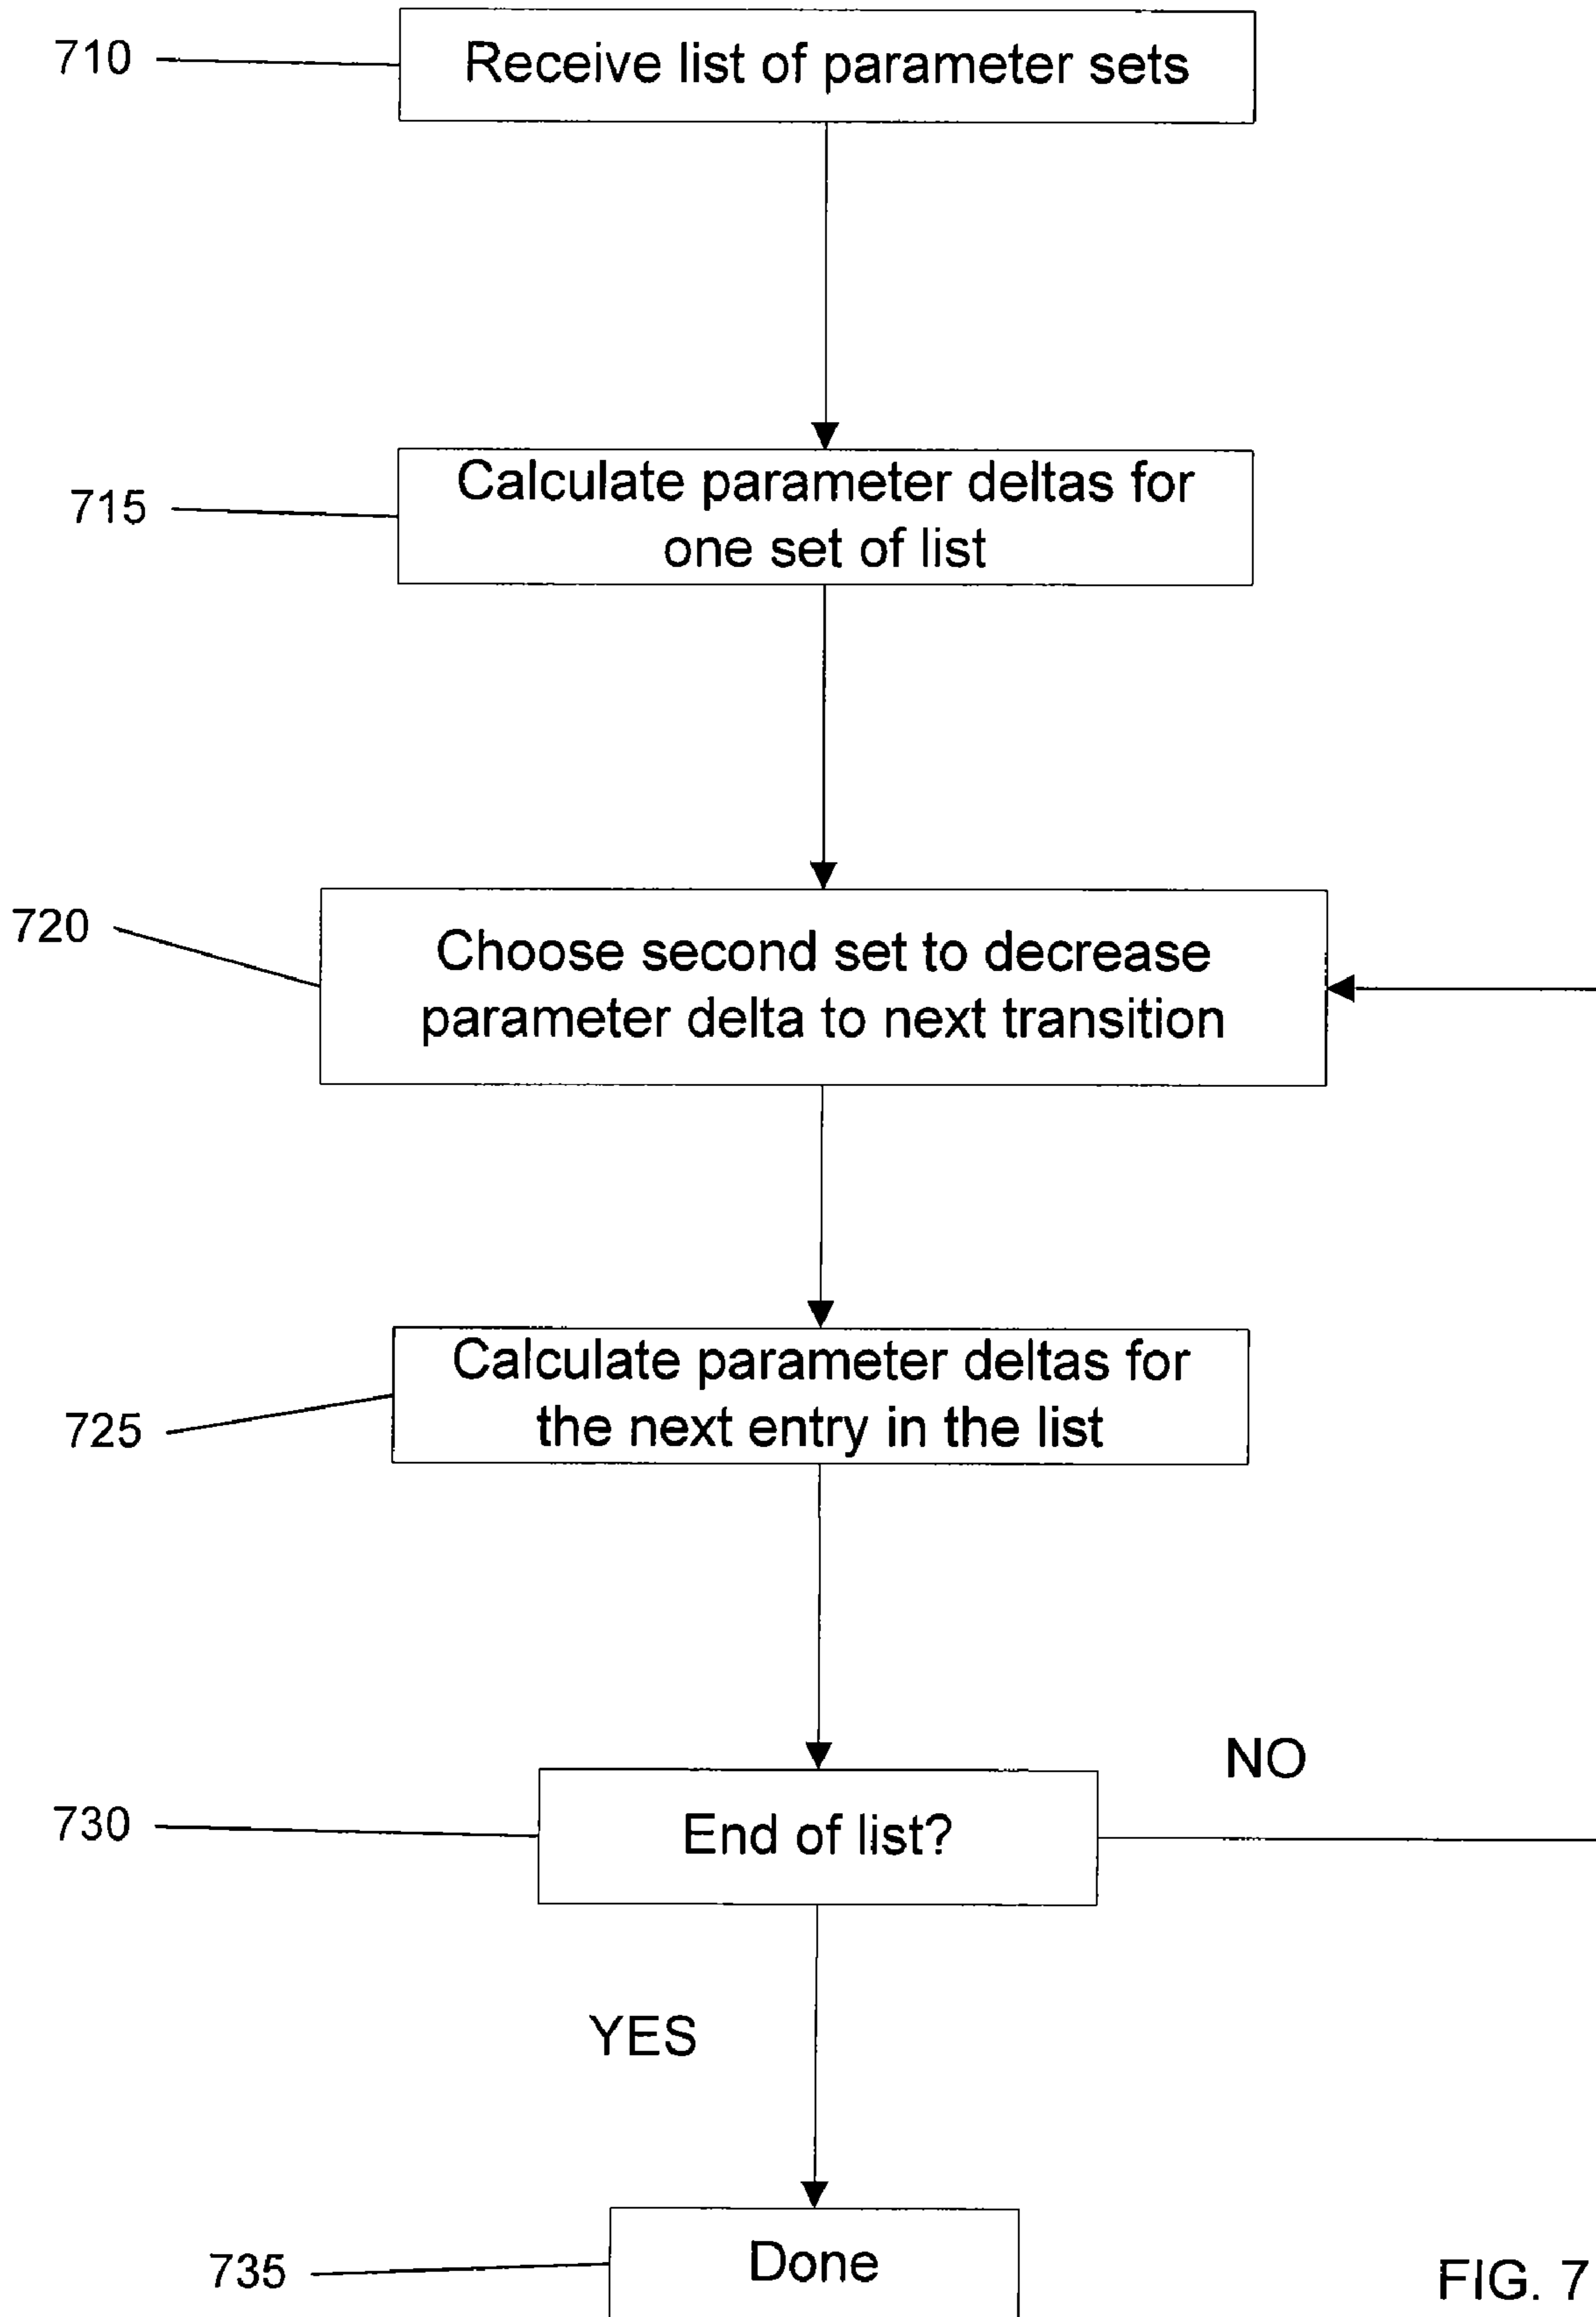 710
Receive list of parameter sets
715
Calculate parameter deltas for
one set of list
720
Choose second set to decrease
parameter delta to next transition
725
Calculate parameter deltas for
the next entry in the list
NO
730
End of list?
YES
735
Done
FIG. 7